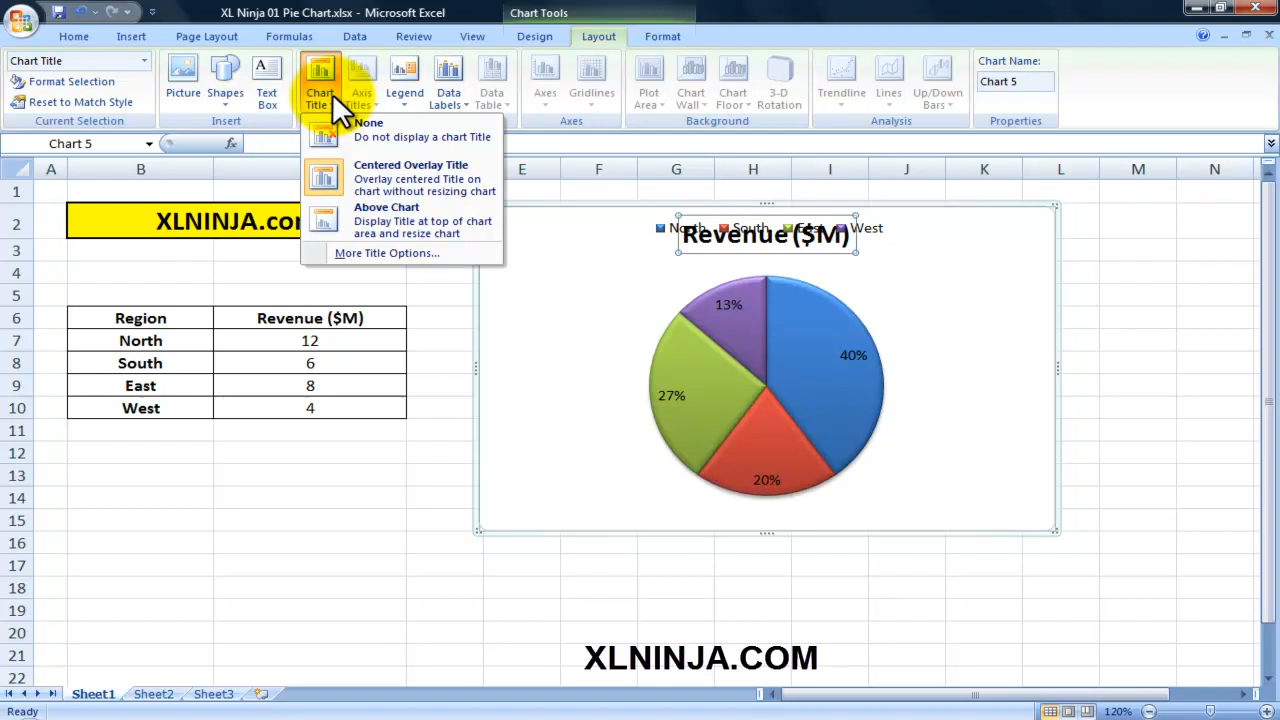 XL Ninja 01 Pie Chart.xlsx - Microsoft Excel
Chart Tools
Home Insert Page Layout Formulas Data Review View Design Layout Format
Chart Title
Format Selection
Reset to Match Style
Current Selection
Picture
Shapes
Text
Box
Insert
Chart
Title
Axis
Titles
Legend
Data
Labels
Data
Table
Axes
Gridlines
Axes
Plot
Area
Chart
Wall
Chart
Floor
3-D
Rotation
Background
Trendline
Lines
Up/Down
Bars
Analysis
Chart Name:
Chart 5
Properties
None
Do not display a chart Title
Centered Overlay Title
Overlay centered Title on
chart without resizing chart
Above Chart
Display Title at top of chart
area and resize chart
More Title Options...
Chart 5
fx
A B E F G H I J K L M N
1
2 XLNINJA.co
3
4
5
6 Region Revenue ($M)
7 North 12
8 South 6
9 East 8
10 West 4
11
12
13
14
15
16
17
18
19
20
21
22
North South East West
Revenue ($M)
13%
40%
27%
20%
XLNINJA.COM
Sheet1 Sheet2 Sheet3
Ready
120%